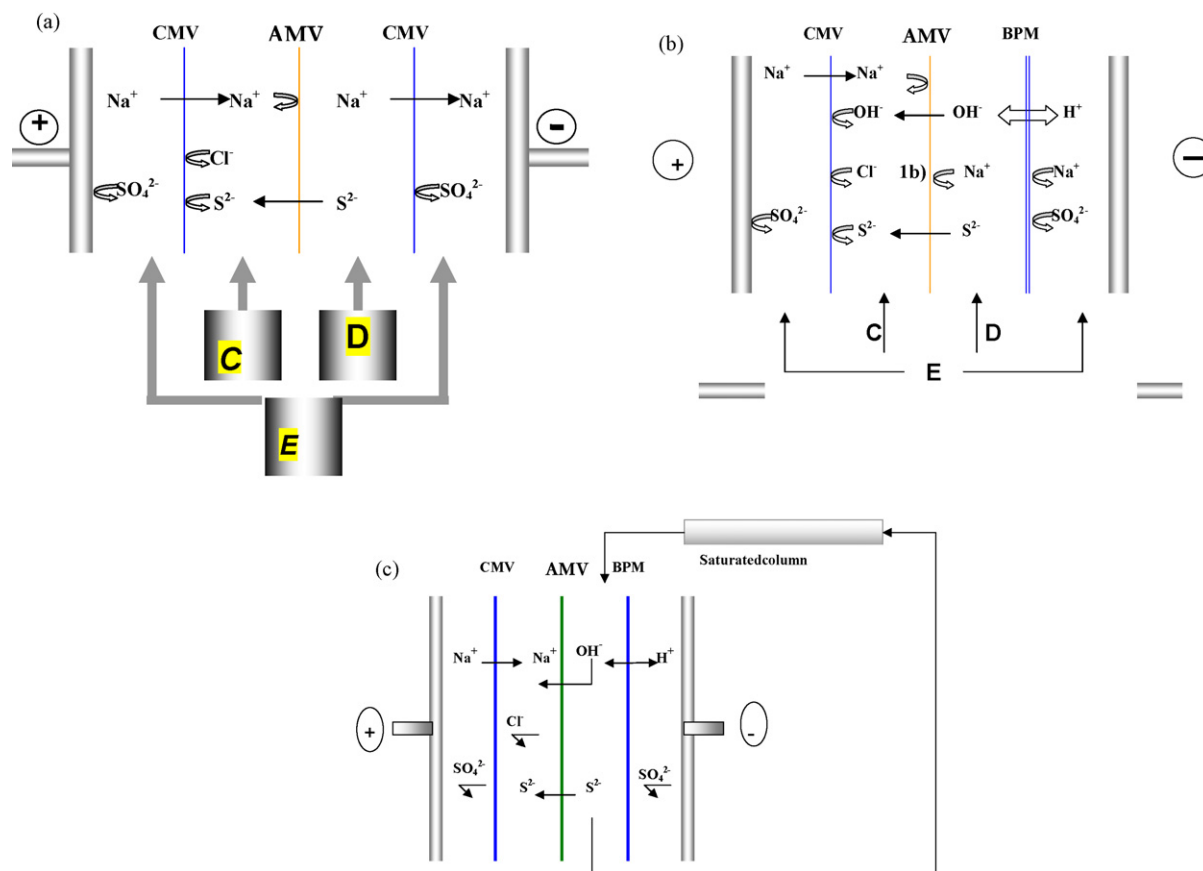 (a)
CMV AMV CMV
Na⁺ Na⁺ Na⁺ Na⁺
+ -
Cl⁻
SO₄²⁻ S²⁻ S²⁻ SO₄²⁻
C D
E
(b)
CMV AMV BPM
Na⁺ Na⁺
OH⁻ OH⁻ H⁺
+ -
Cl⁻ 1b) Na⁺ Na⁺
SO₄²⁻ SO₄²⁻
S²⁻ S²⁻
C D
E
(c)
Saturatedcolumn
CMV AMV BPM
Na⁺ Na⁺ OH⁻ H⁺
+ -
Cl⁻
SO₄²⁻ S²⁻ S²⁻ SO₄²⁻